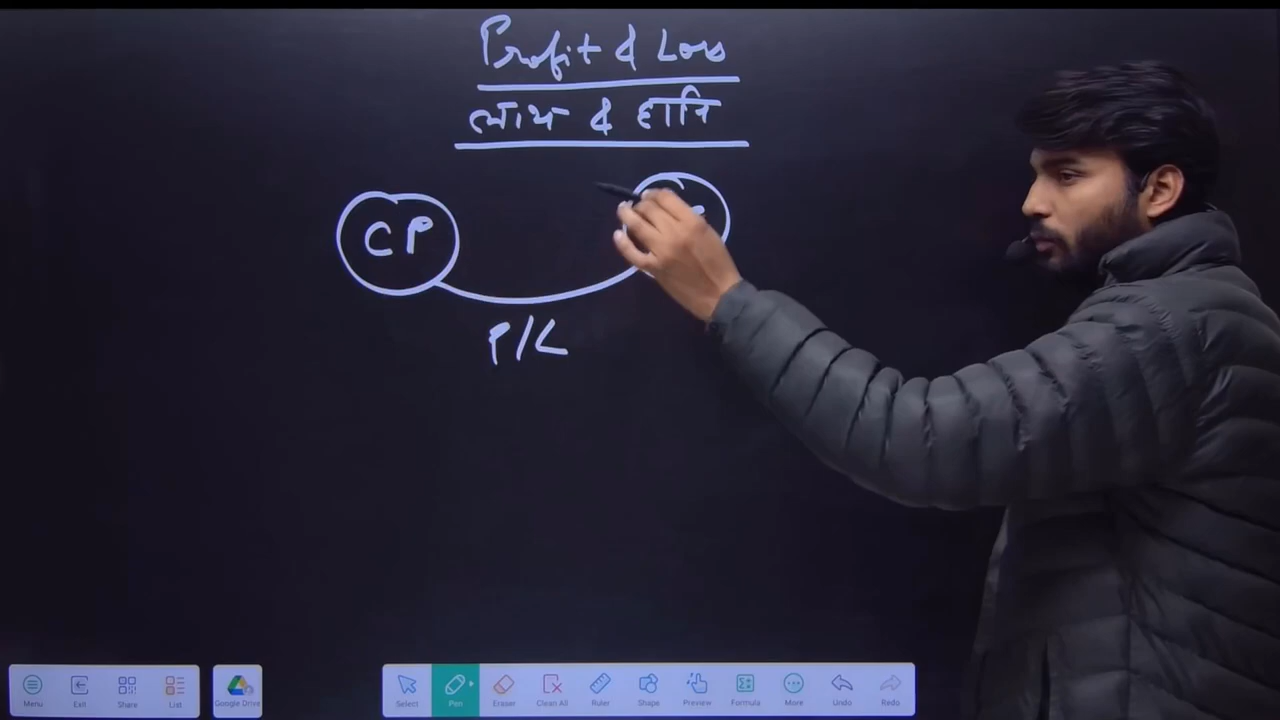 Profit & Loss
लाभ & हानि
CP
P/L
Menu
Exit
Share
List
Google Drive
Select
Pen
Eraser
Clean All
Ruler
Shape
Preview
Formula
More
Undo
Redo